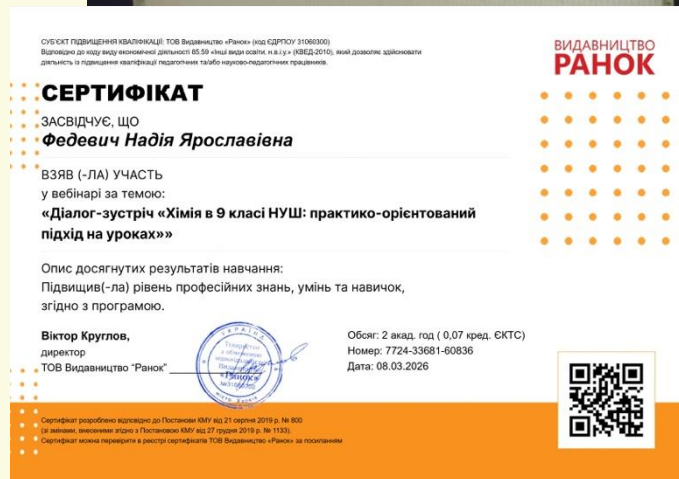 СУБ'ЄКТ ПІДВИЩЕННЯ КВАЛІФІКАЦІЇ: ТОВ Видавництво «Ранок» (код ЄДРПОУ 31060300)
Відповідно до коду виду економічної діяльності 85.59 «Інші види освіти, н.в.і.у.» (КВЕД-2010), який дозволяє здійснювати
діяльність із підвищення кваліфікації педагогічних та/або науково-педагогічних працівників.
ВИДАВНИЦТВО
РАНОК
СЕРТИФІКАТ
ЗАСВІДЧУЄ, ЩО
Федевич Надія Ярославівна
ВЗЯВ (-ЛА) УЧАСТЬ
у вебінарі за темою:
«Діалог-зустріч «Хімія в 9 класі НУШ: практико-орієнтований
підхід на уроках»»
Опис досягнутих результатів навчання:
Підвищив(-ла) рівень професійних знань, умінь та навичок,
згідно з програмою.
Віктор Круглов,
директор
ТОВ Видавництво "Ранок"
УКРАЇНА
«Ранок»
Обсяг: 2 акад. год ( 0,07 кред. ЄКТС)
Номер: 7724-33681-60836
Дата: 08.03.2026
Сертифікат розроблено відповідно до Постанови КМУ від 21 серпня 2019 р. № 800
(зі змінами, внесеними згідно з Постановою КМУ від 27 грудня 2019 р. № 1133).
Сертифікат можна перевірити в реєстрі сертифікатів ТОВ Видавництво «Ранок» за посиланням